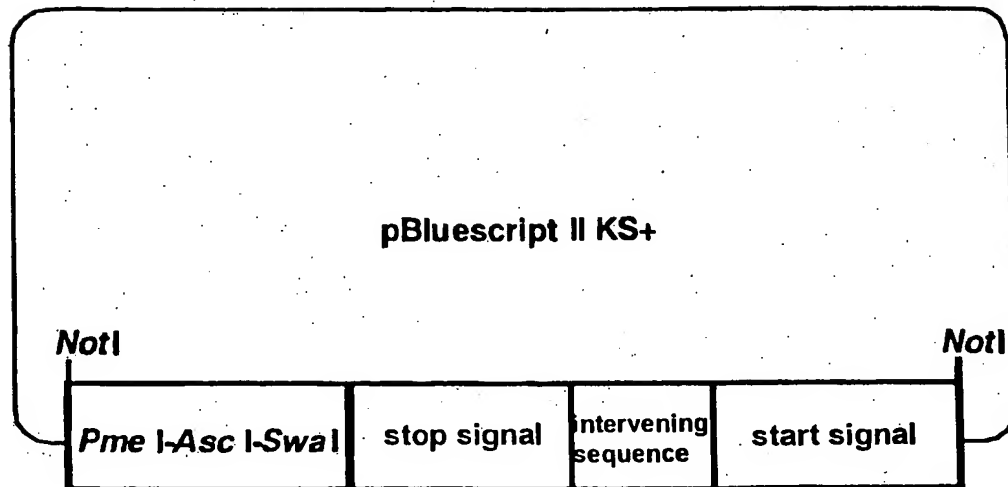 pBluescript II KS+
NotI NotI
Pme I-Asc I-Swa I stop signal intervening sequence start signal